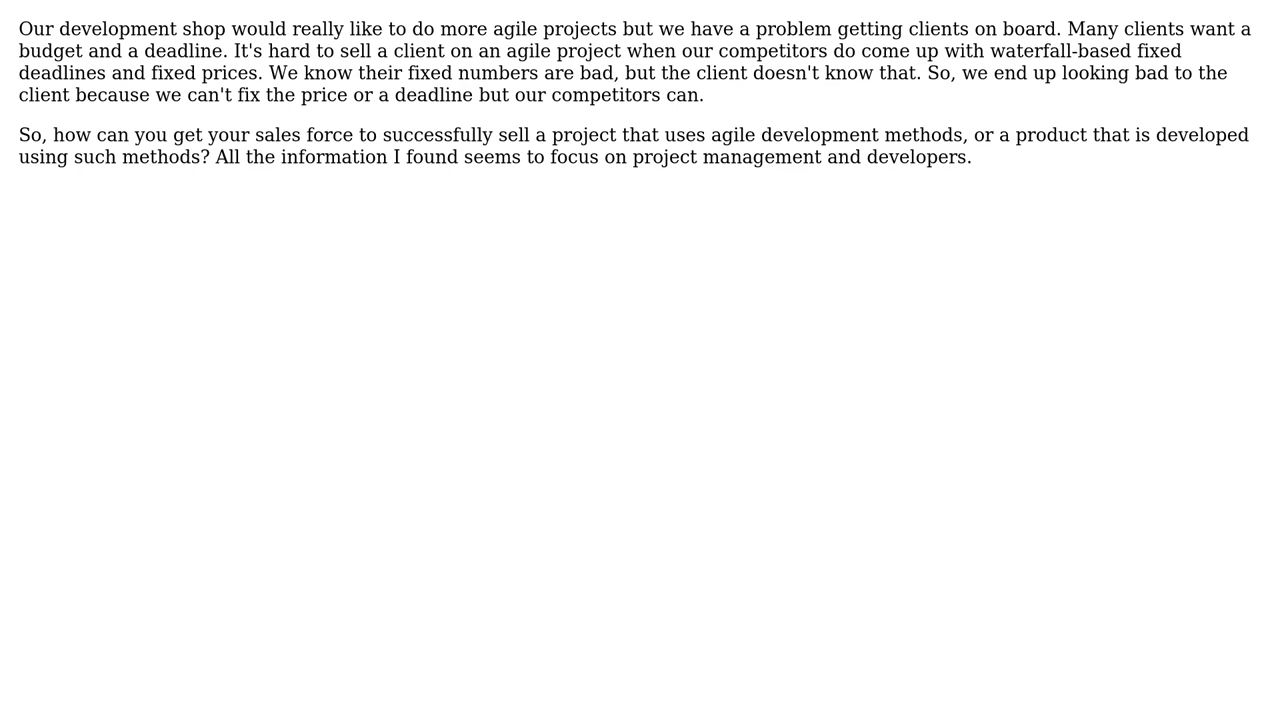 Our development shop would really like to do more agile projects but we have a problem getting clients on board. Many clients want a
budget and a deadline. It's hard to sell a client on an agile project when our competitors do come up with waterfall-based fixed
deadlines and fixed prices. We know their fixed numbers are bad, but the client doesn't know that. So, we end up looking bad to the
client because we can't fix the price or a deadline but our competitors can.
So, how can you get your sales force to successfully sell a project that uses agile development methods, or a product that is developed
using such methods? All the information I found seems to focus on project management and developers.